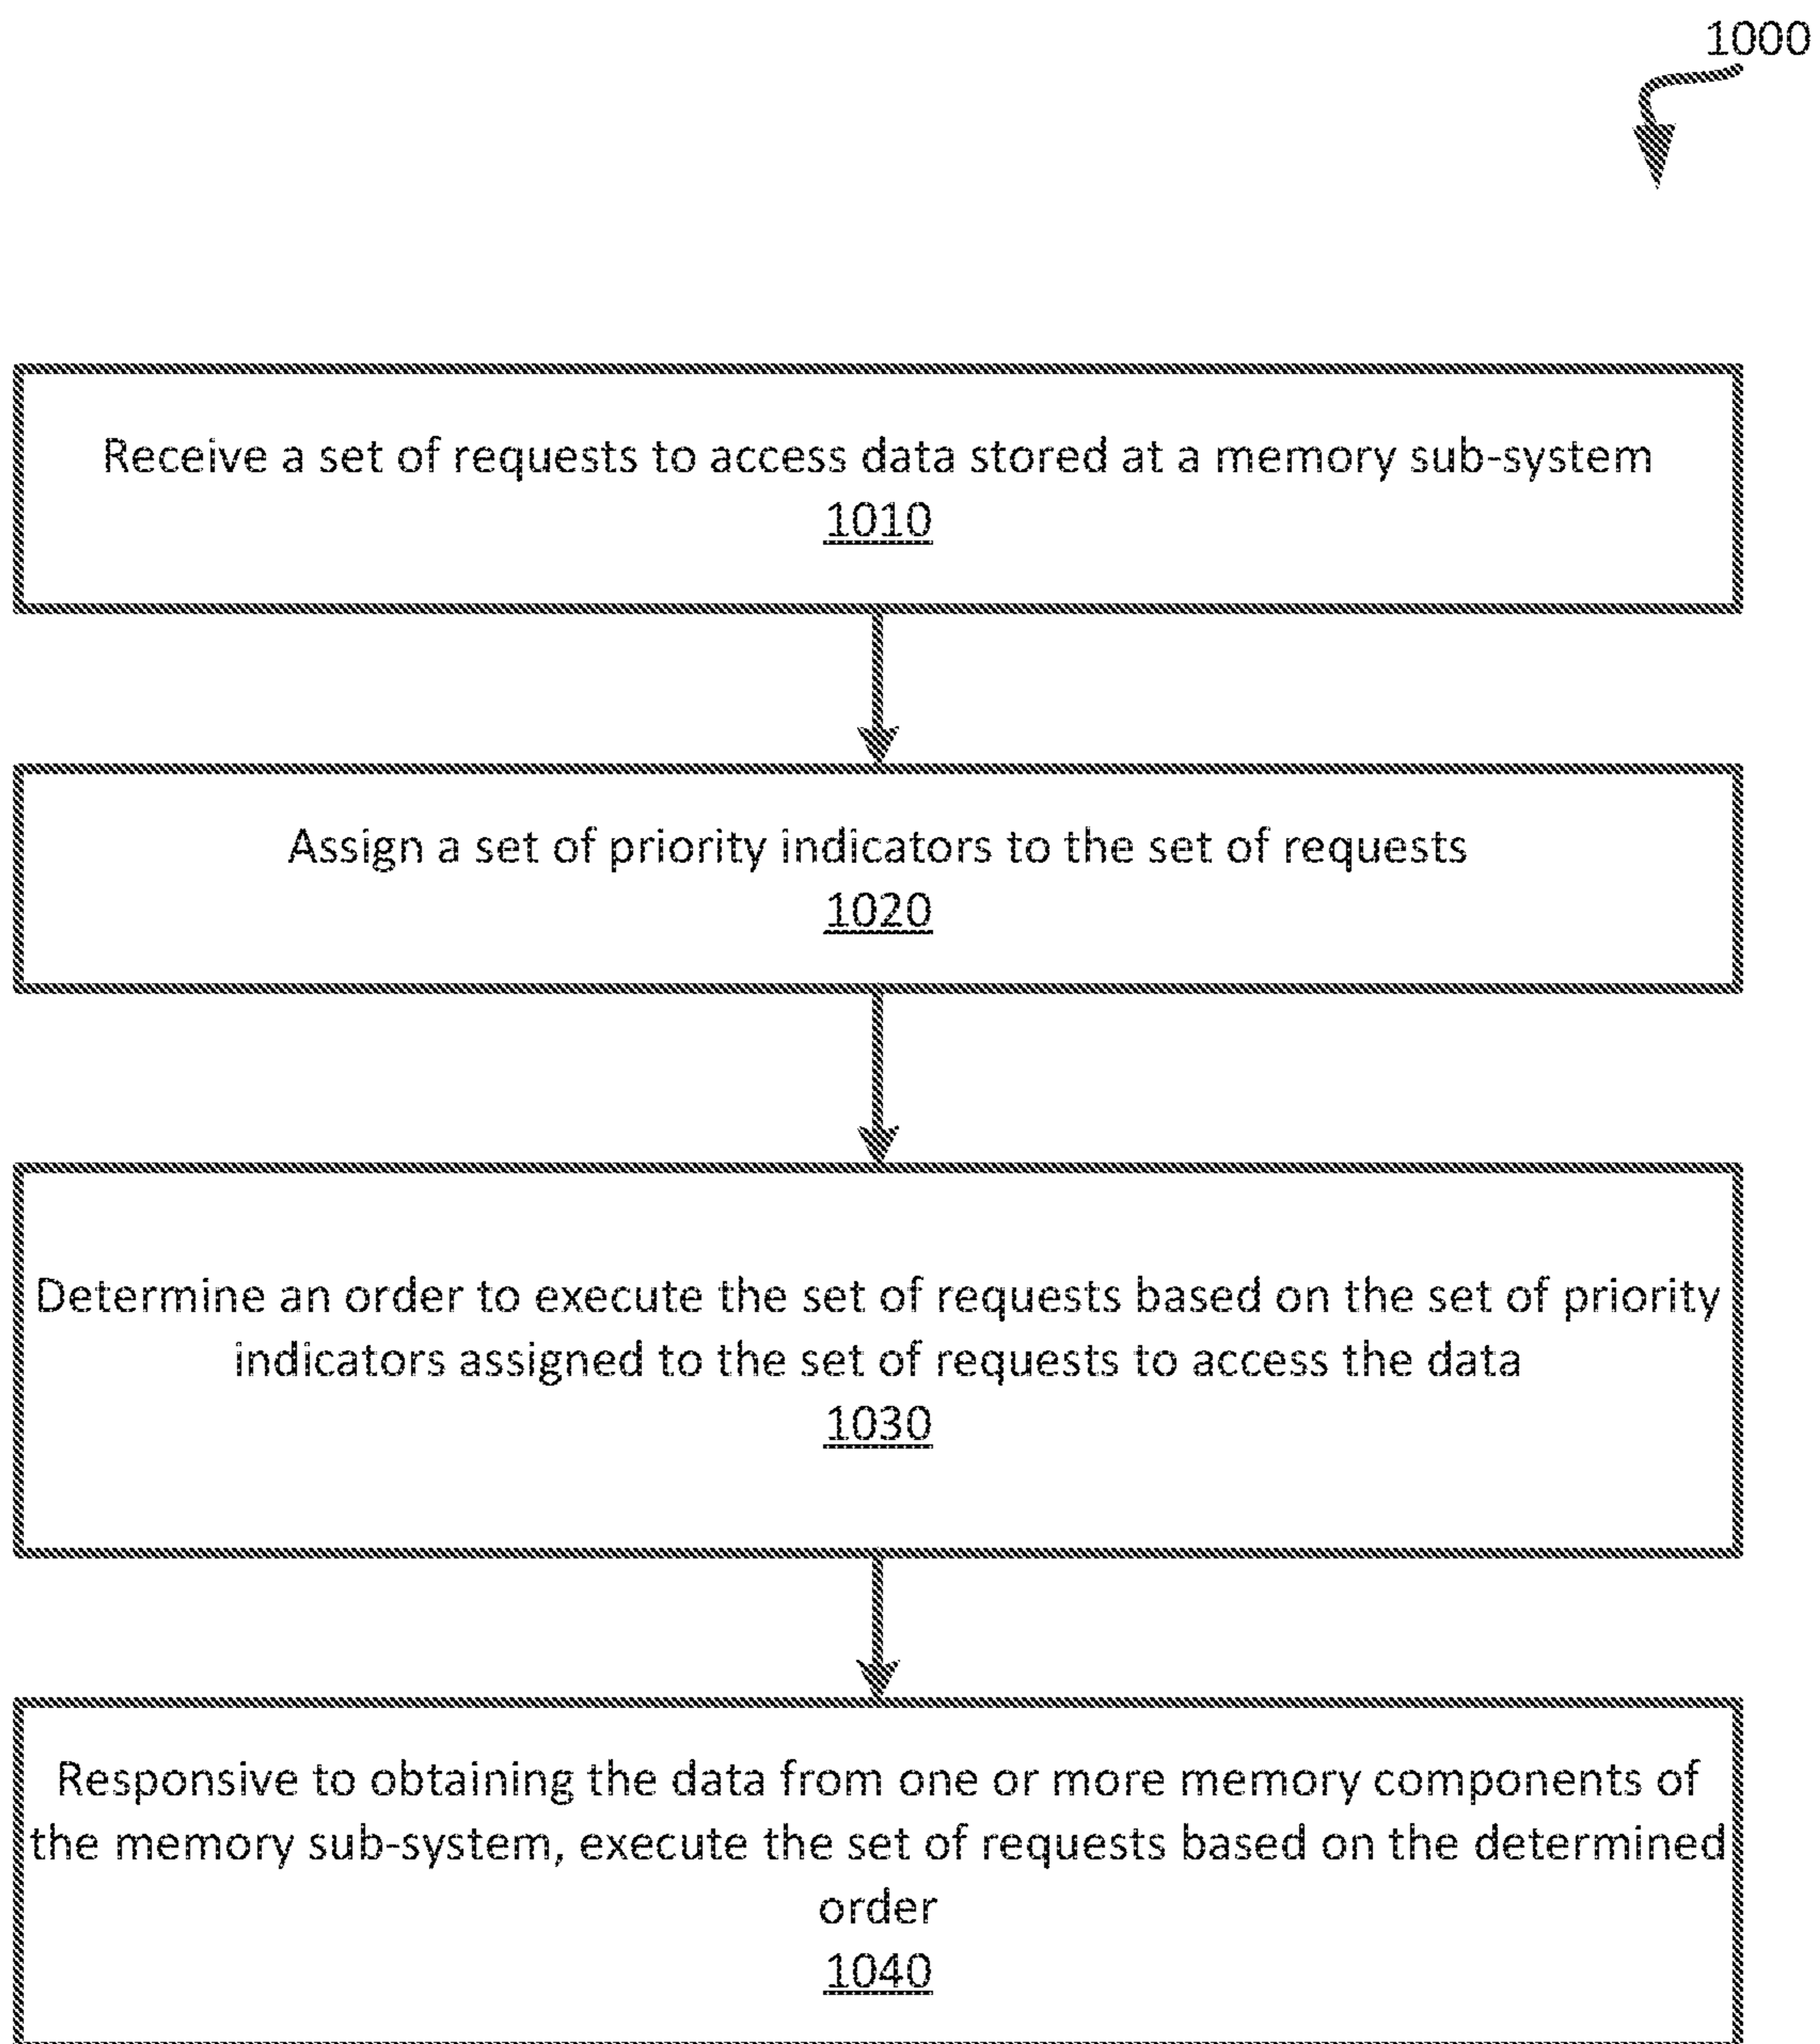 1000
Receive a set of requests to access data stored at a memory sub-system
1010
Assign a set of priority indicators to the set of requests
1020
Determine an order to execute the set of requests based on the set of priority
indicators assigned to the set of requests to access the data
1030
Responsive to obtaining the data from one or more memory components of
the memory sub-system, execute the set of requests based on the determined
order
1040